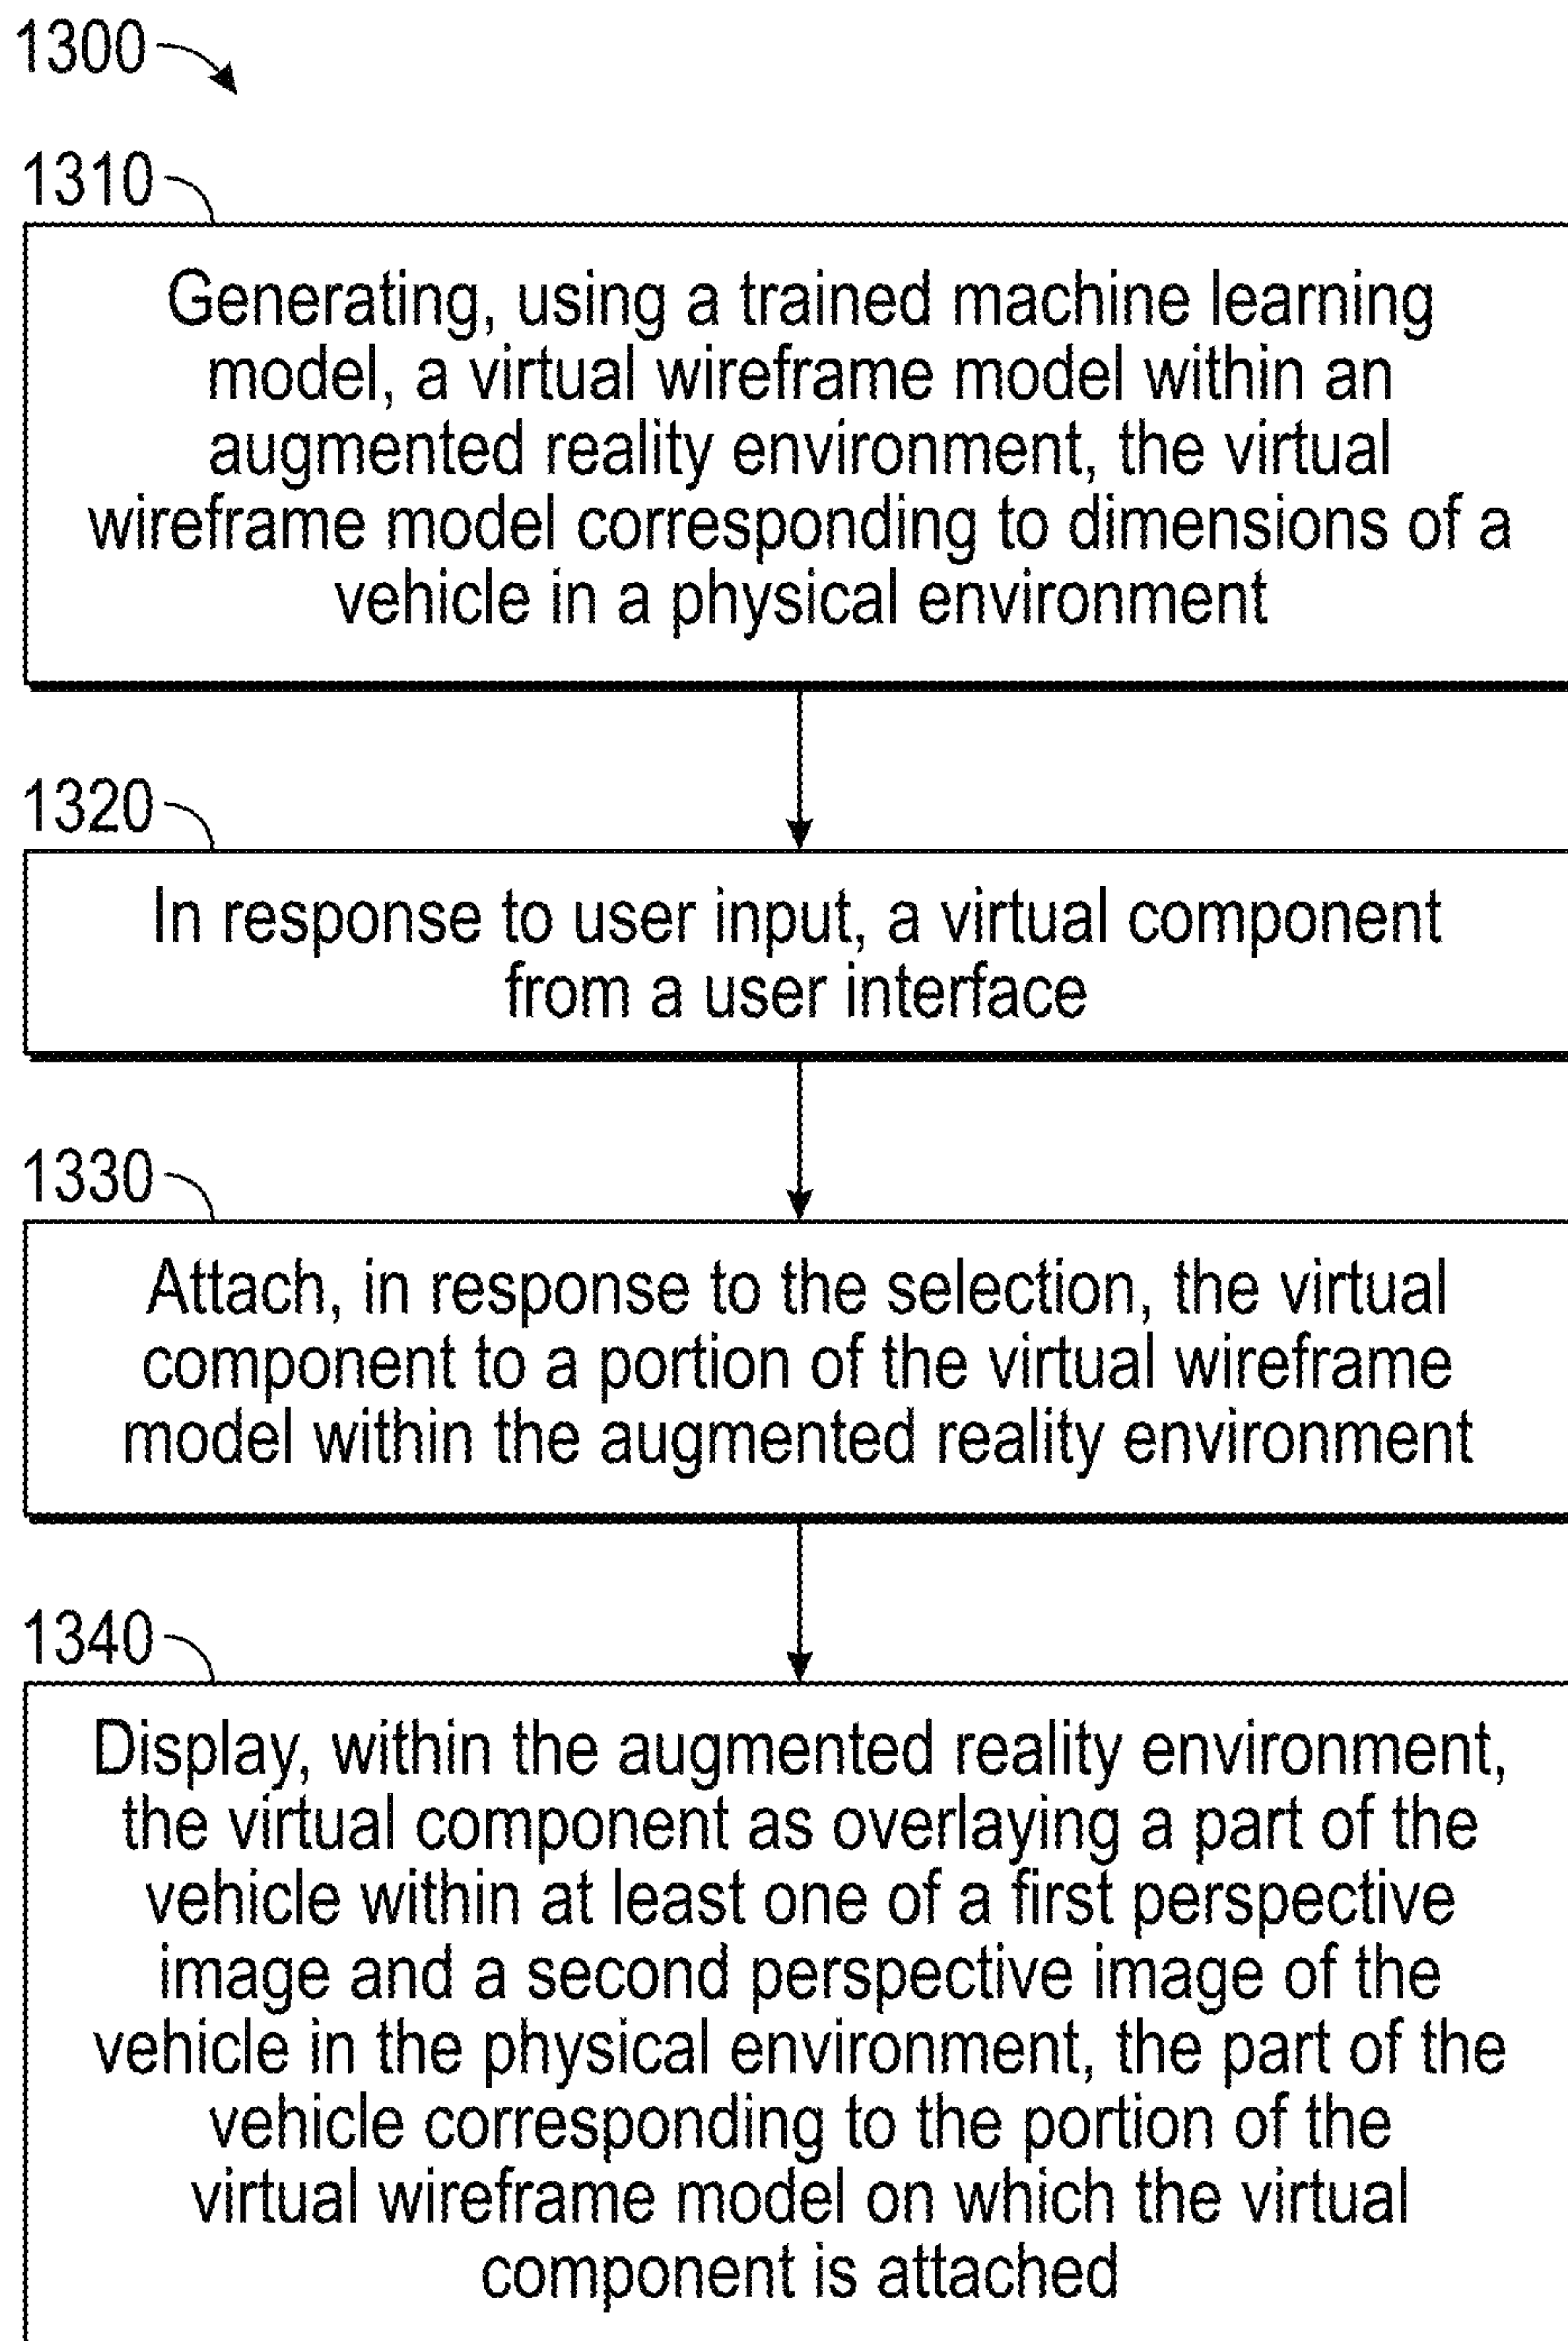 1300
1310
Generating, using a trained machine learning
model, a virtual wireframe model within an
augmented reality environment, the virtual
wireframe model corresponding to dimensions of a
vehicle in a physical environment
1320
In response to user input, a virtual component
from a user interface
1330
Attach, in response to the selection, the virtual
component to a portion of the virtual wireframe
model within the augmented reality environment
1340
Display, within the augmented reality environment,
the virtual component as overlaying a part of the
vehicle within at least one of a first perspective
image and a second perspective image of the
vehicle in the physical environment, the part of the
vehicle corresponding to the portion of the
virtual wireframe model on which the virtual
component is attached